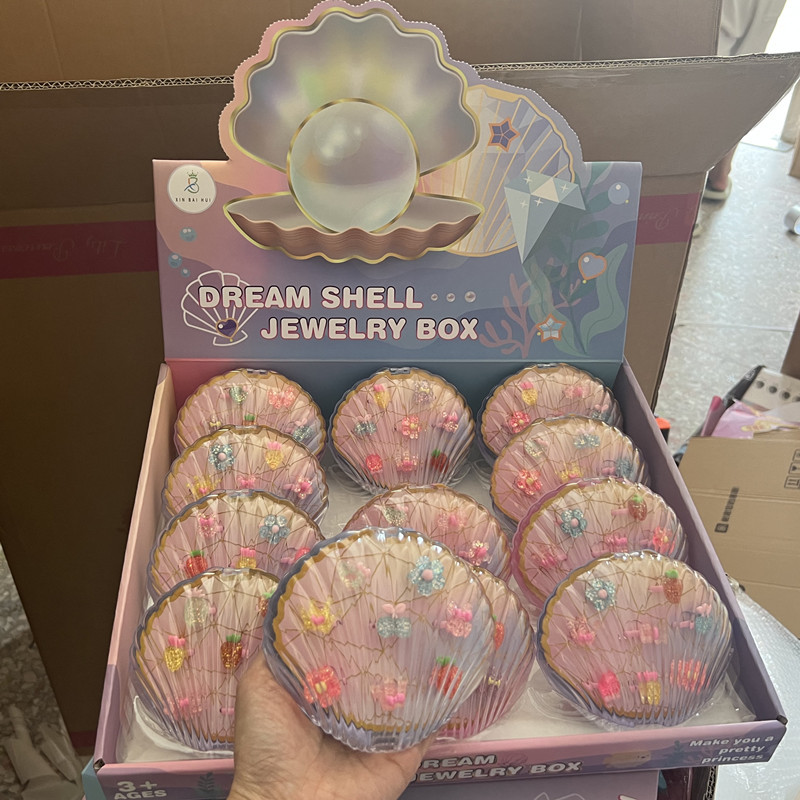 XIN BAI HUI
DREAM SHELL
JEWELRY BOX
3+
AGES
DREAM
JEWELRY BOX
Make you a
pretty
princess